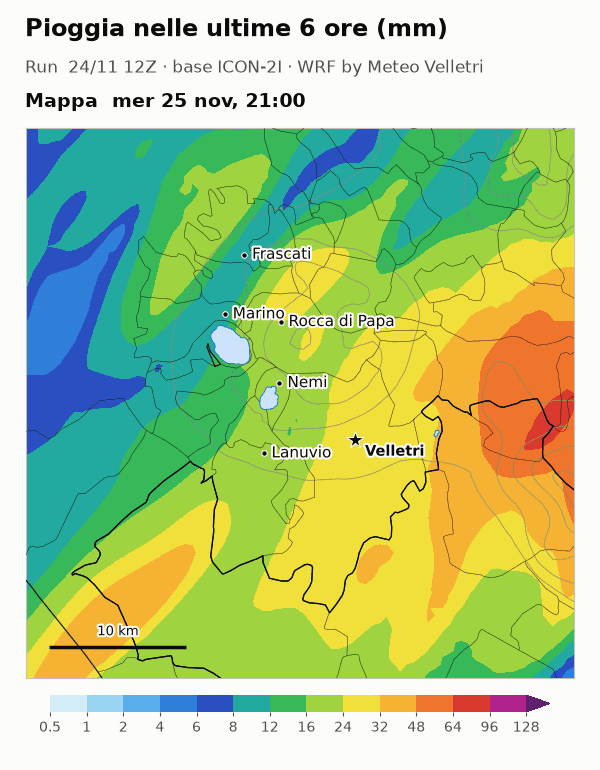 Pioggia nelle ultime 6 ore (mm)
Run  24/11 12Z · base ICON-2I · WRF by Meteo Velletri
Mappa  mer 25 nov, 21:00
Frascati
Marino
Rocca di Papa
Nemi
Velletri
Lanuvio
10 km
0.5 1 2 4 6 8 12 16 24 32 48 64 96 128